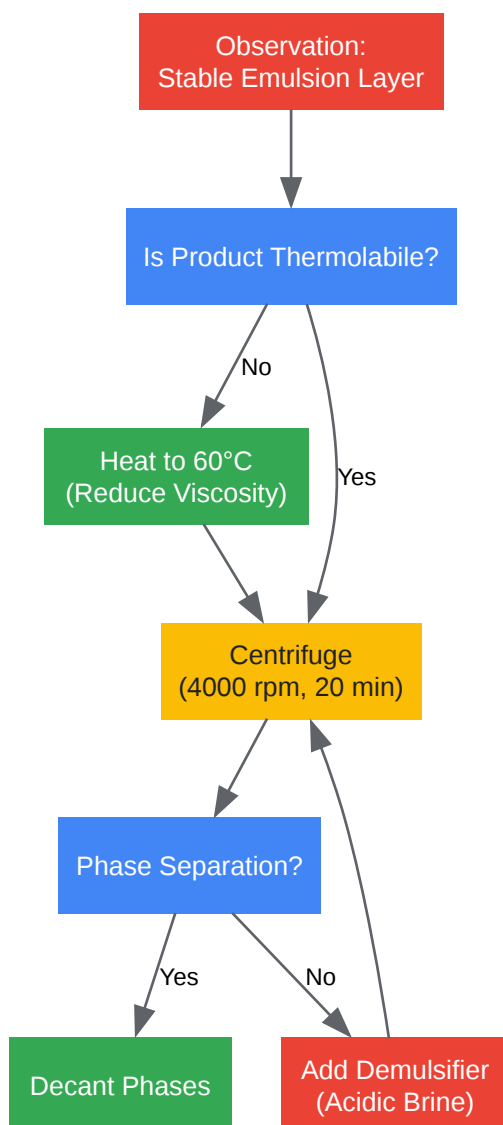 Observation:
Stable Emulsion Layer
Is Product Thermolabile?
No
Heat to 60°C
(Reduce Viscosity)
Yes
Centrifuge
(4000 rpm, 20 min)
Phase Separation?
Yes
No
Decant Phases
Add Demulsifier
(Acidic Brine)